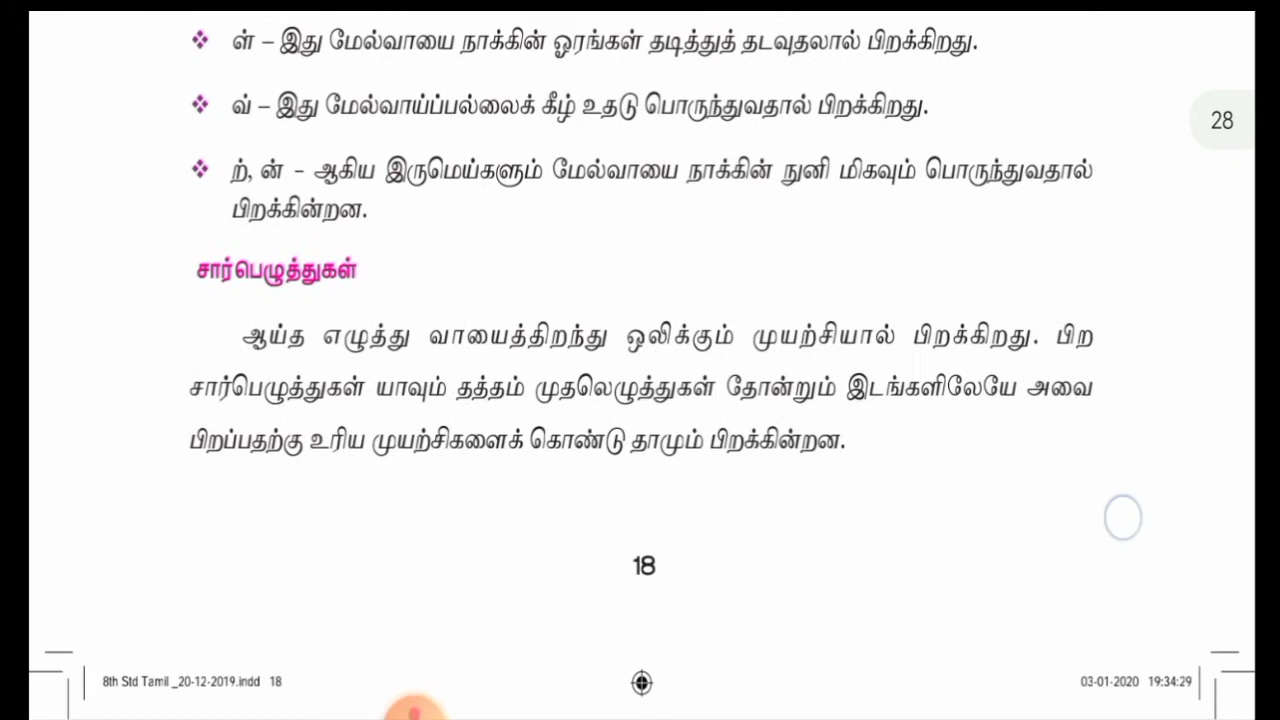 ❖ ள் – இது மேல்வாயை நாக்கின் ஓரங்கள் தடித்துத் தடவுதலால் பிறக்கிறது.
❖ வ் – இது மேல்வாய்ப்பல்லைக் கீழ் உதடு பொருந்துவதால் பிறக்கிறது.
28
❖ ற், ன் - ஆகிய இருமெய்களும் மேல்வாயை நாக்கின் நுனி மிகவும் பொருந்துவதால்
பிறக்கின்றன.
சார்பெழுத்துகள்
ஆய்த எழுத்து வாயைத்திறந்து ஒலிக்கும் முயற்சியால் பிறக்கிறது. பிற
சார்பெழுத்துகள் யாவும் தத்தம் முதலெழுத்துகள் தோன்றும் இடங்களிலேயே அவை
பிறப்பதற்கு உரிய முயற்சிகளைக் கொண்டு தாமும் பிறக்கின்றன.
18
8th Std Tamil _20-12-2019.indd 18
03-01-2020 19:34:29